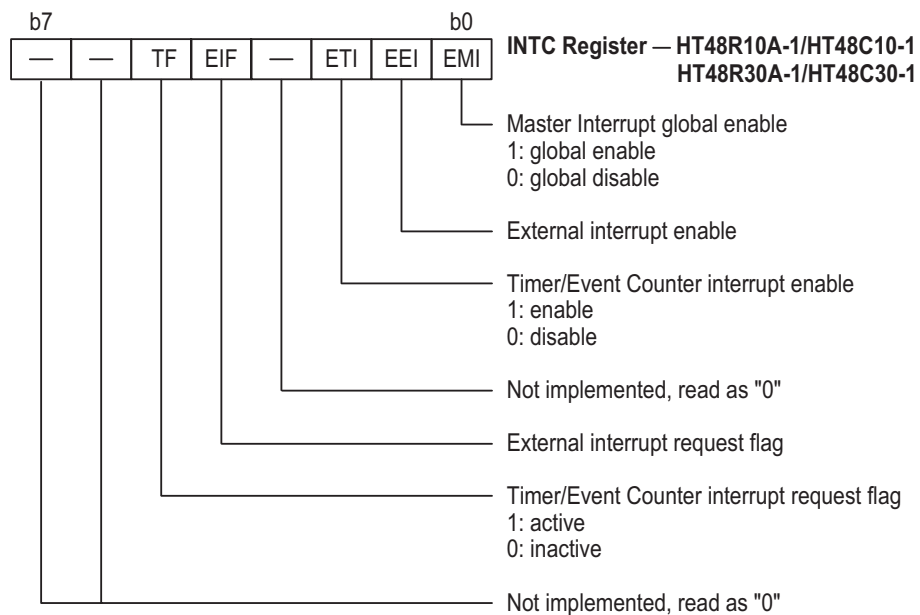 b7 b0
— — TF EIF — ETI EEI EMI
INTC Register — HT48R10A-1/HT48C10-1
HT48R30A-1/HT48C30-1
Master Interrupt global enable
1: global enable
0: global disable
External interrupt enable
Timer/Event Counter interrupt enable
1: enable
0: disable
Not implemented, read as "0"
External interrupt request flag
Timer/Event Counter interrupt request flag
1: active
0: inactive
Not implemented, read as "0"